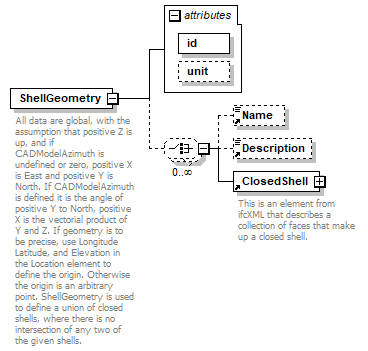 attributes
id
unit
ShellGeometry
All data are global, with the
assumption that positive Z is
up, and if
CADModelAzimuth is
undefined or zero, positive X
is East and positive Y is
North. If CADModelAzimuth
is defined it is the angle of
positive Y to North, positive
X is the vectorial product of
Y and Z. If geometry is to
be precise, use Longitude
Latitude, and Elevation in
the Location element to
define the origin. Otherwise
the origin is an arbitrary
point. ShellGeometry is used
to define a union of closed
shells, where there is no
intersection of any two of
the given shells.
0..∞
Name
Description
ClosedShell
This is an element from
ifcXML that describes a
collection of faces that make
up a closed shell.